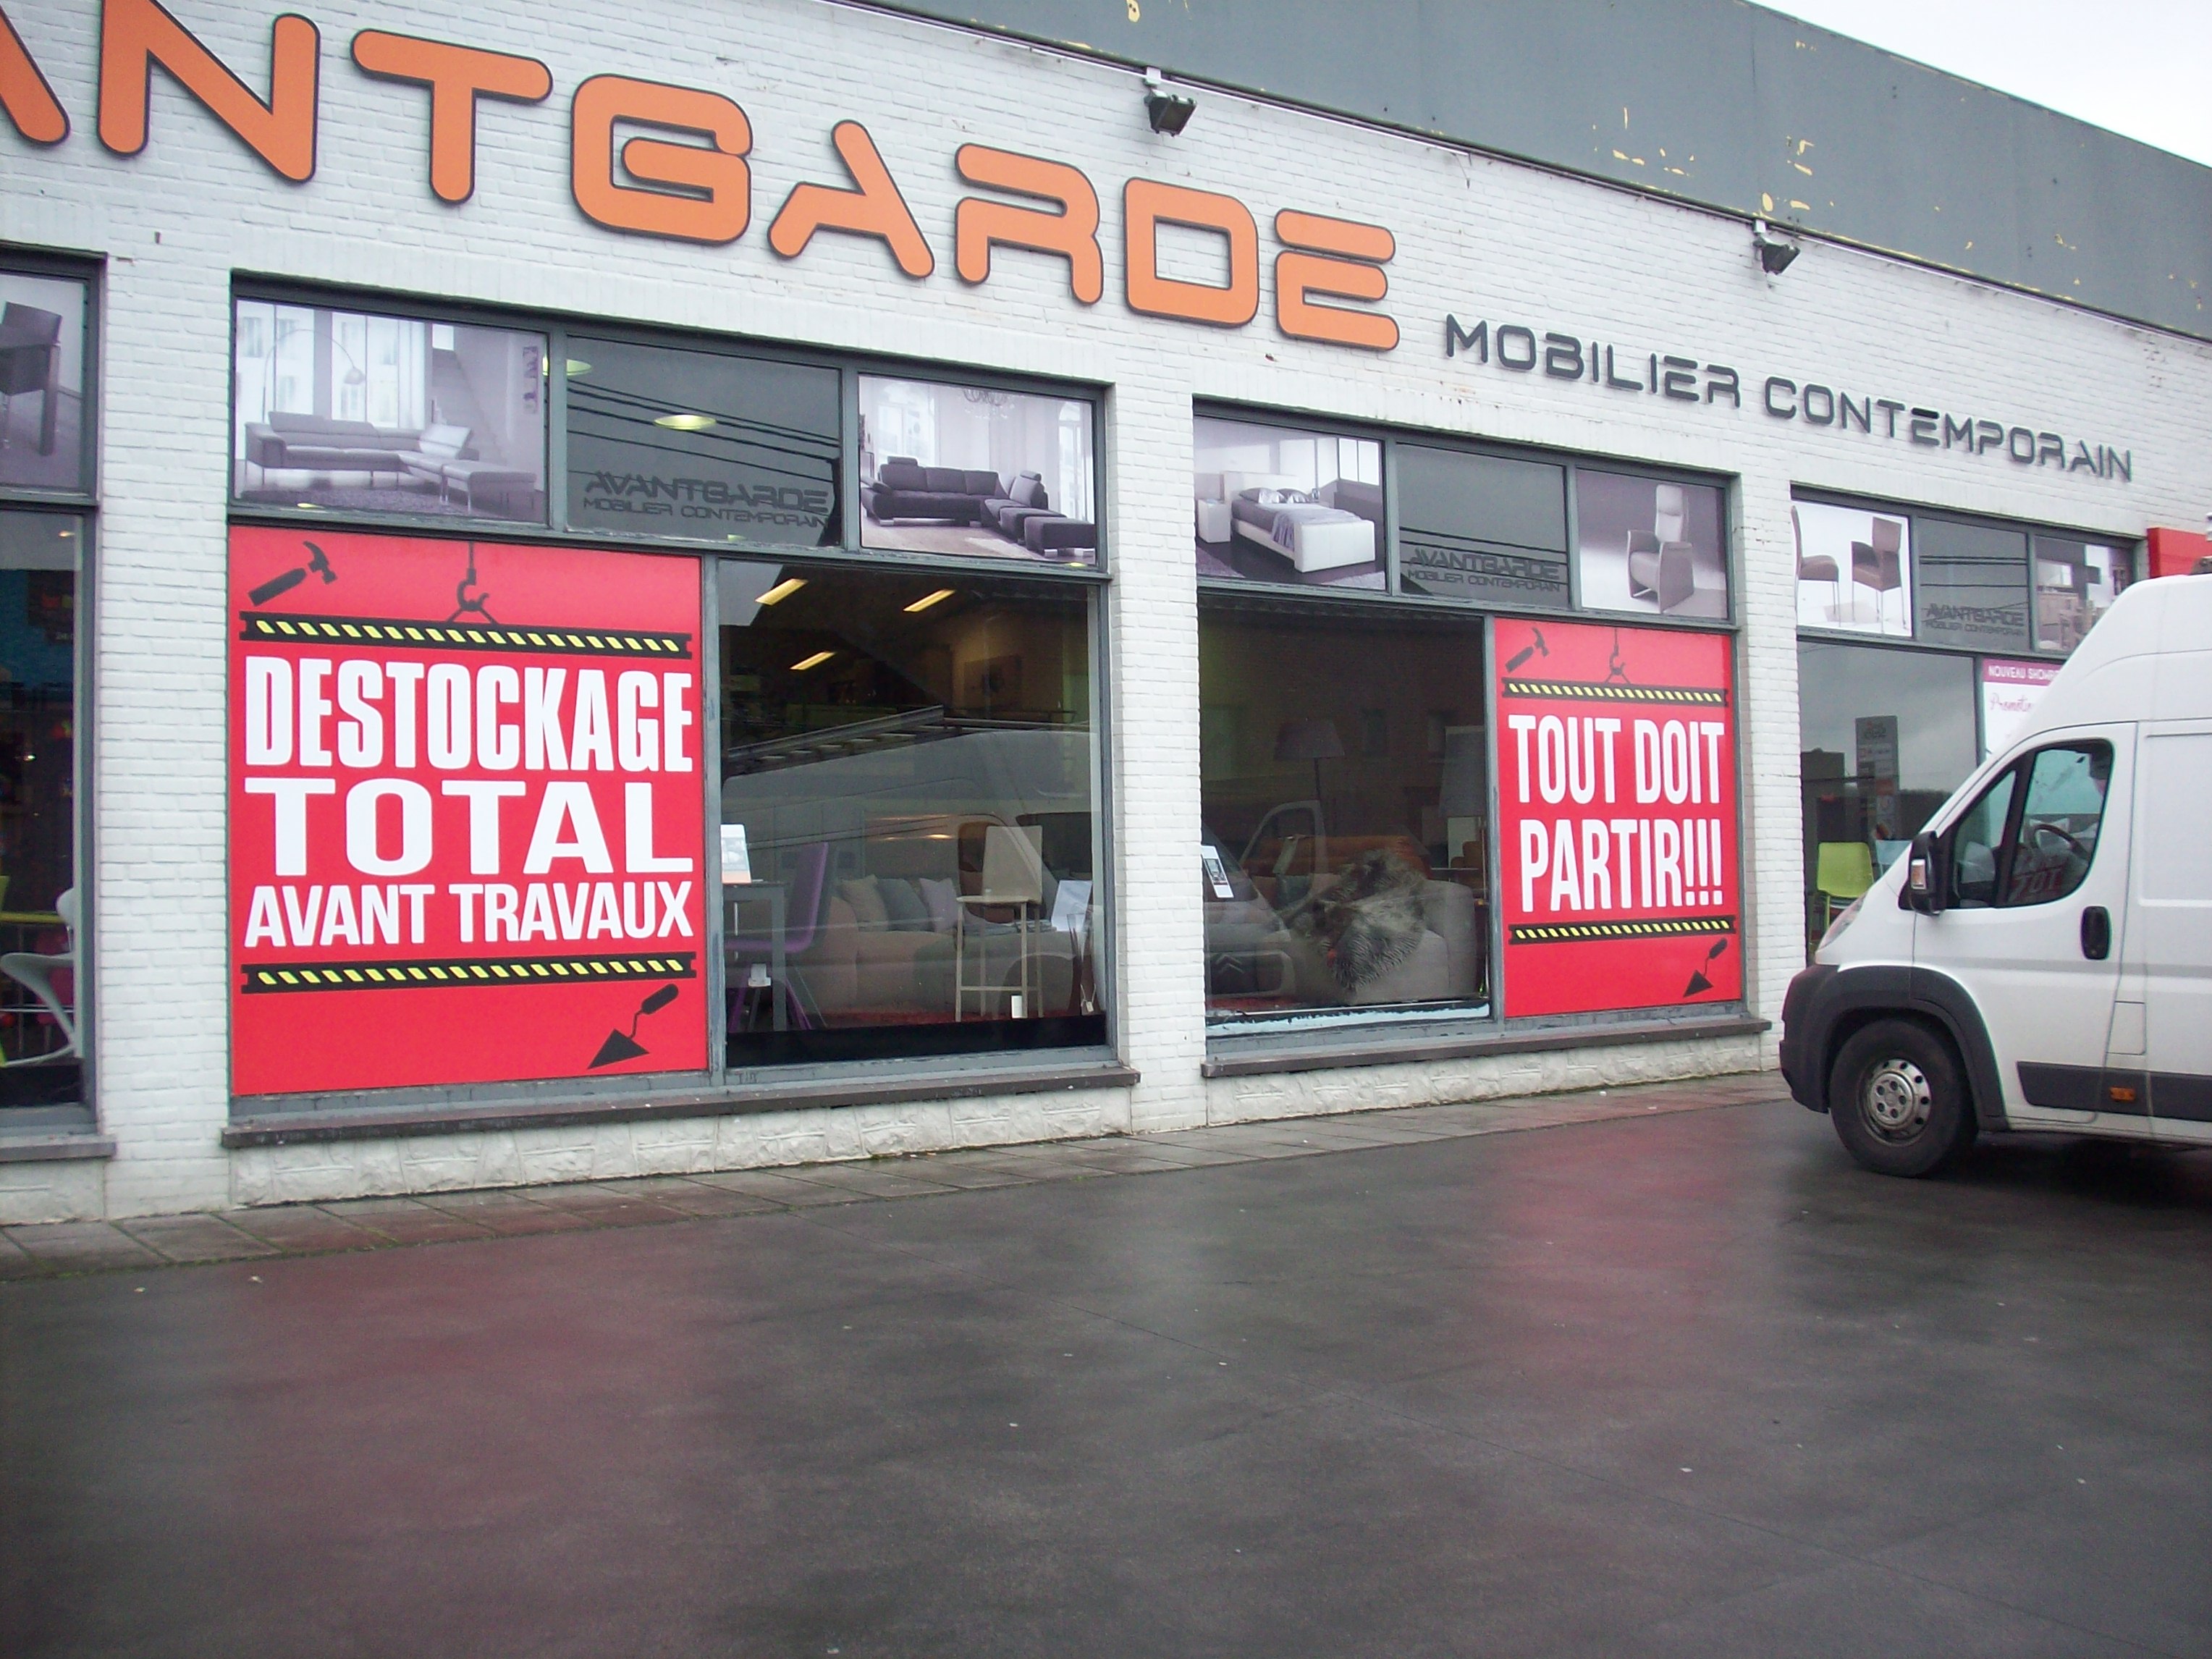 ANTGARDE
MOBILIER CONTEMPORAIN
AVANTGARDE
MOBILIER CONTEMPORAIN
AVANTGARDE
MOBILIER CONTEMPORAIN
AVANTGARDE
MOBILIER CONTEMPORAIN
DESTOCKAGE
TOTAL
AVANT TRAVAUX
TOUT DOIT
PARTIR!!!
NOUVEAU